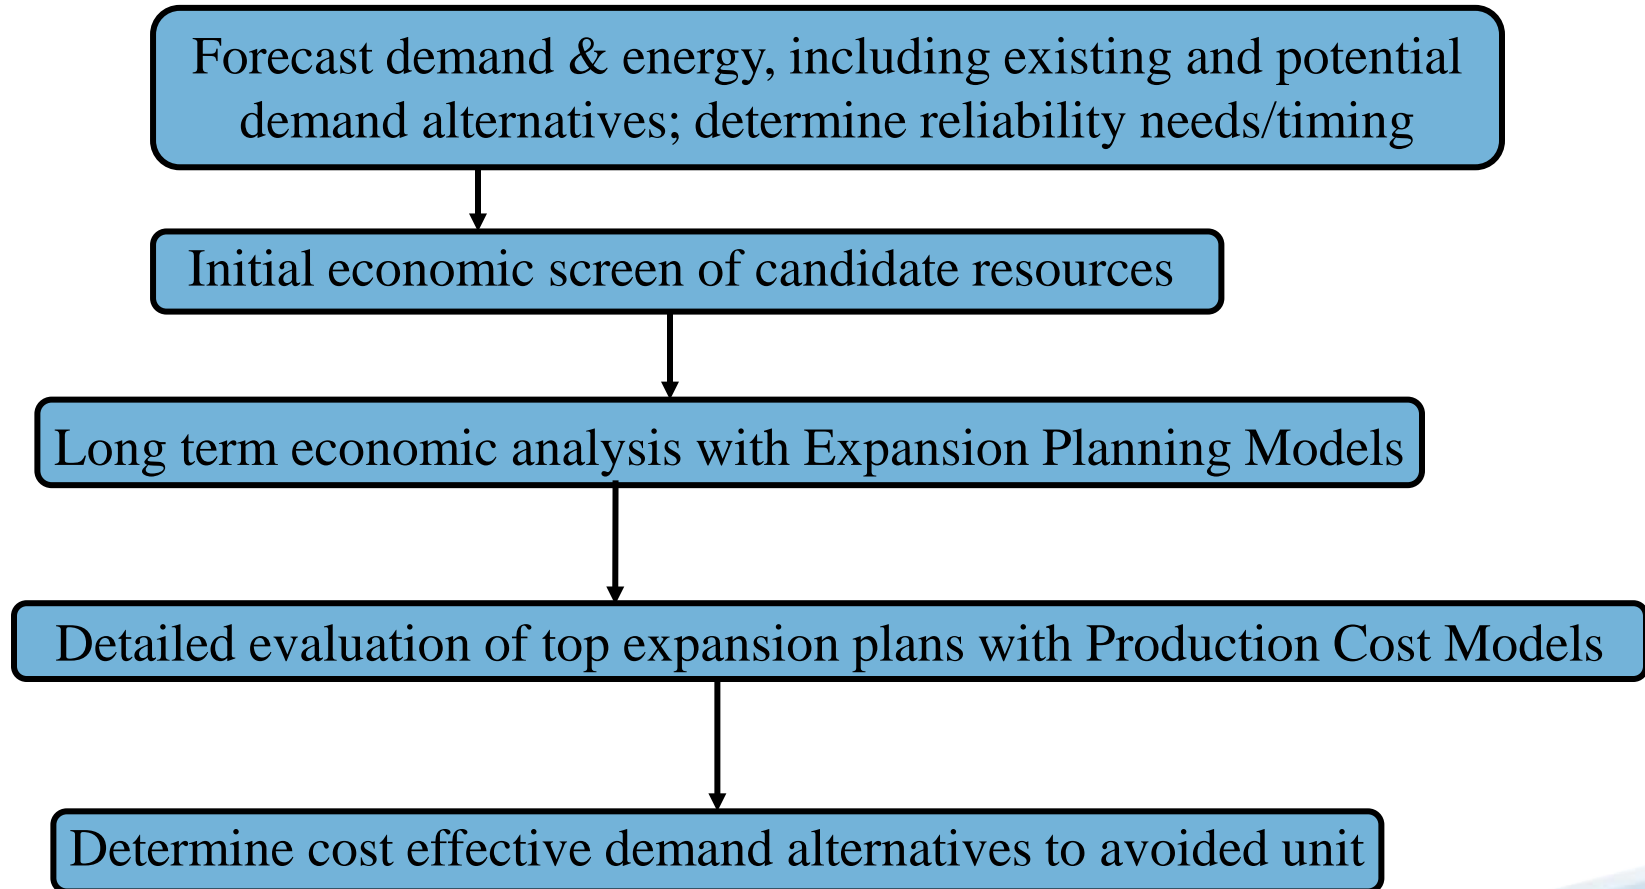 Forecast demand & energy, including existing and potential
demand alternatives; determine reliability needs/timing
Initial economic screen of candidate resources
Long term economic analysis with Expansion Planning Models
Detailed evaluation of top expansion plans with Production Cost Models
Determine cost effective demand alternatives to avoided unit